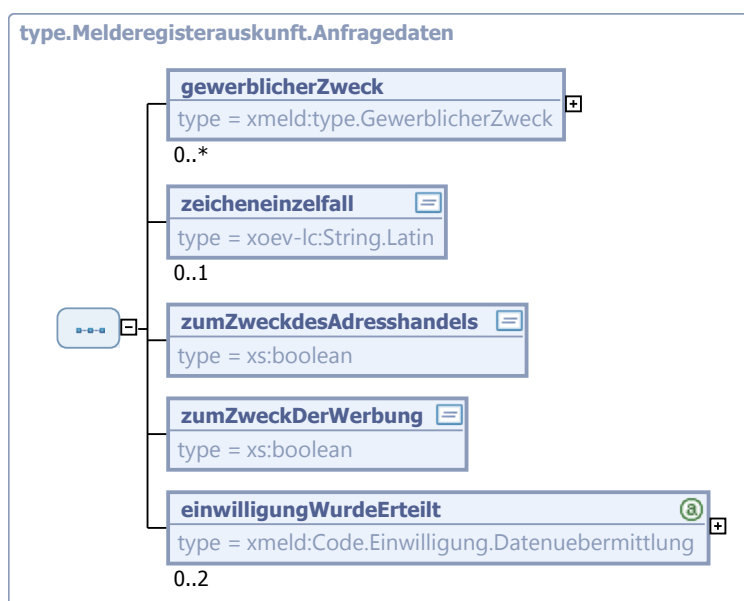 type.Melderegisterauskunft.Anfragedaten
gewerblicherZweck
type = xmeld:type.GewerblicherZweck
0..*
zeicheneinzelfall
type = xoev-lc:String.Latin
0..1
zumZweckdesAdresshandels
type = xs:boolean
zumZweckDerWerbung
type = xs:boolean
einwilligungWurdeErteilt
type = xmeld:Code.Einwilligung.Datenuebermittlung
0..2